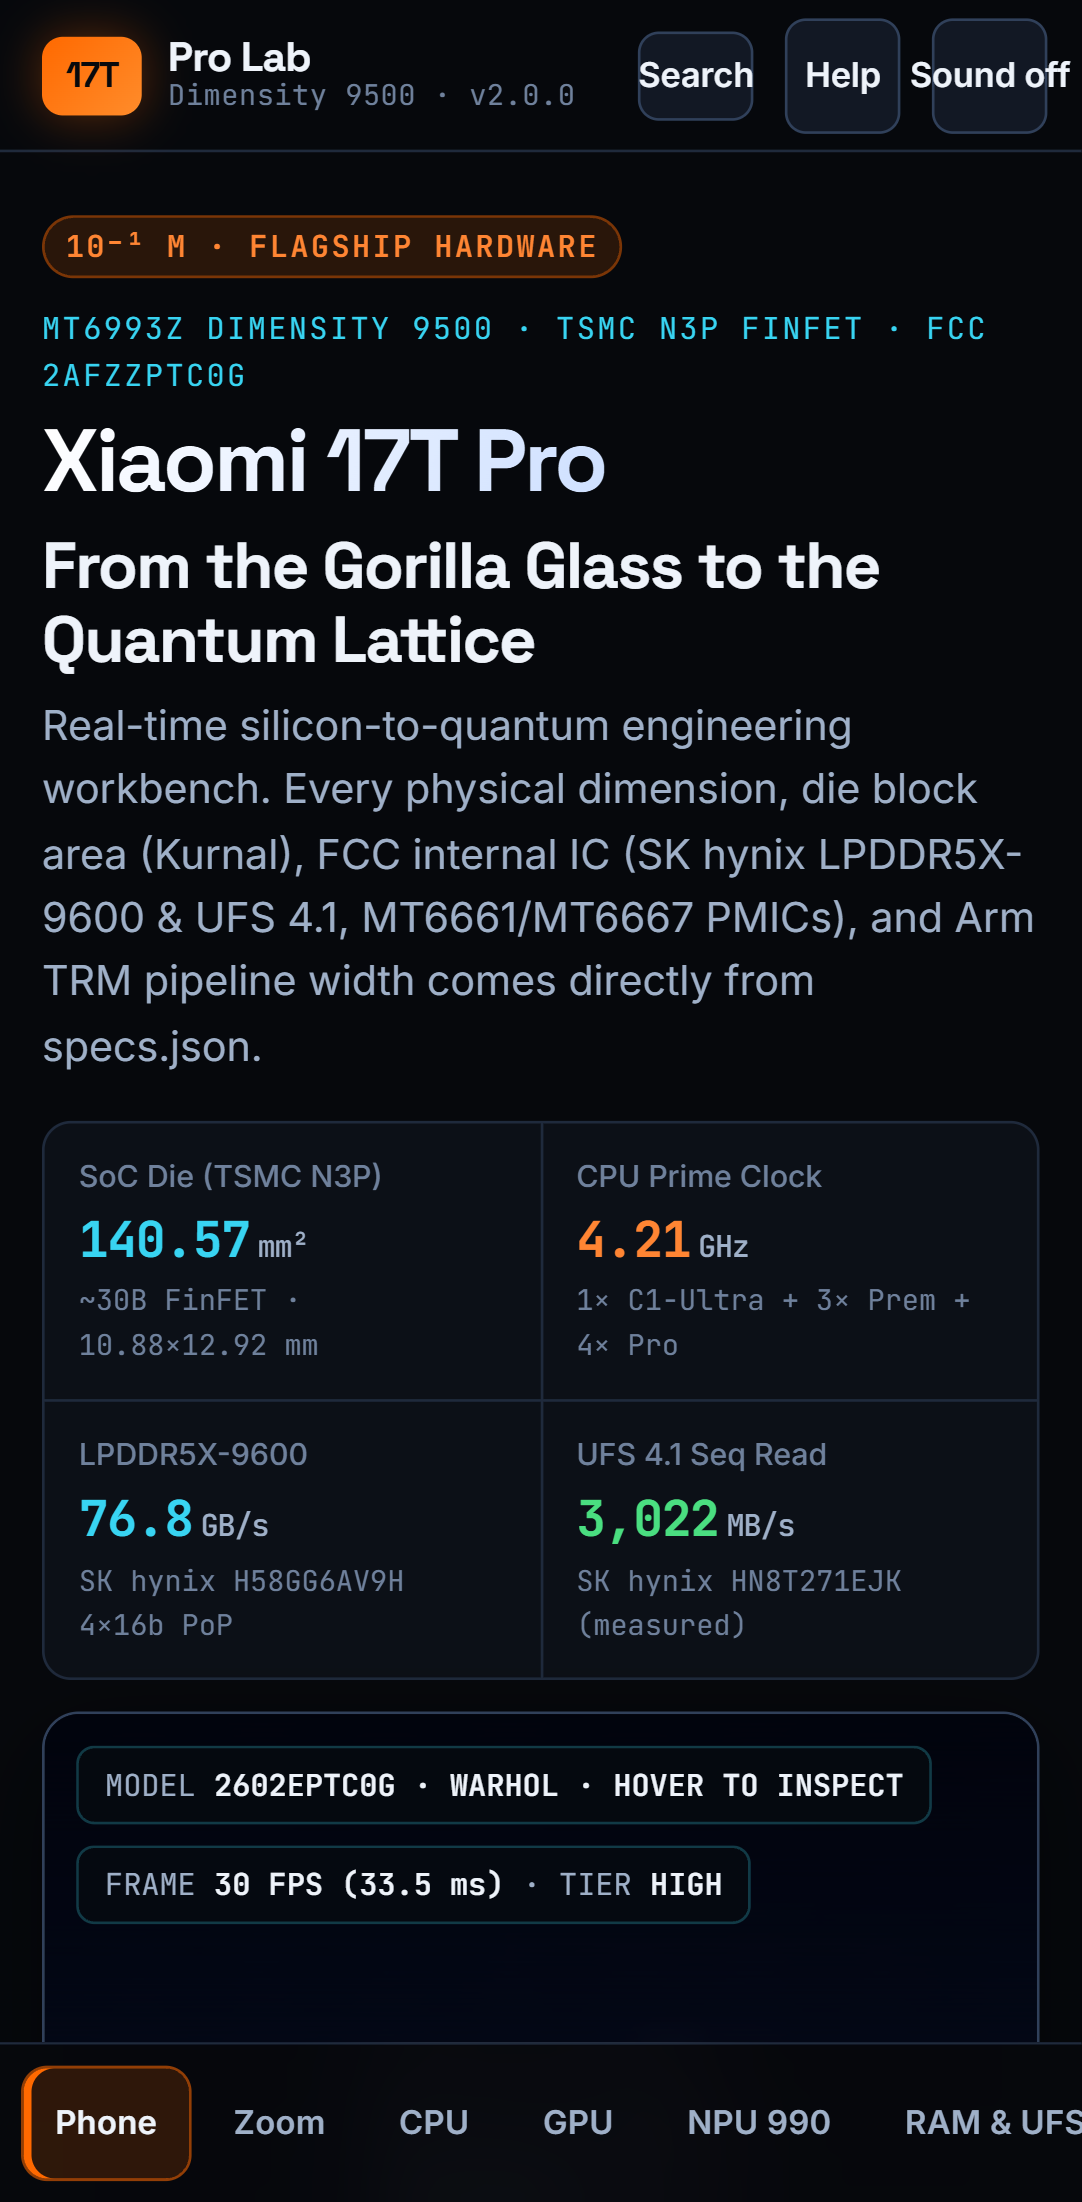 17T
Pro Lab
Dimensity 9500 · v2.0.0
Search
Help
Sound off
10⁻¹ M · FLAGSHIP HARDWARE
MT6993Z DIMENSITY 9500 · TSMC N3P FINFET · FCC
2AFZZPTC0G
Xiaomi 17T Pro
From the Gorilla Glass to the
Quantum Lattice
Real-time silicon-to-quantum engineering
workbench. Every physical dimension, die block
area (Kurnal), FCC internal IC (SK hynix LPDDR5X-
9600 & UFS 4.1, MT6661/MT6667 PMICs), and Arm
TRM pipeline width comes directly from
specs.json.
SoC Die (TSMC N3P)
140.57 mm²
~30B FinFET ·
10.88×12.92 mm
CPU Prime Clock
4.21 GHz
1× C1-Ultra + 3× Prem +
4× Pro
LPDDR5X-9600
76.8 GB/s
SK hynix H58GG6AV9H
4×16b PoP
UFS 4.1 Seq Read
3,022 MB/s
SK hynix HN8T271EJK
(measured)
MODEL 2602EPTC0G · WARHOL · HOVER TO INSPECT
FRAME 30 FPS (33.5 ms) · TIER HIGH
Phone
Zoom
CPU
GPU
NPU 990
RAM & UFS